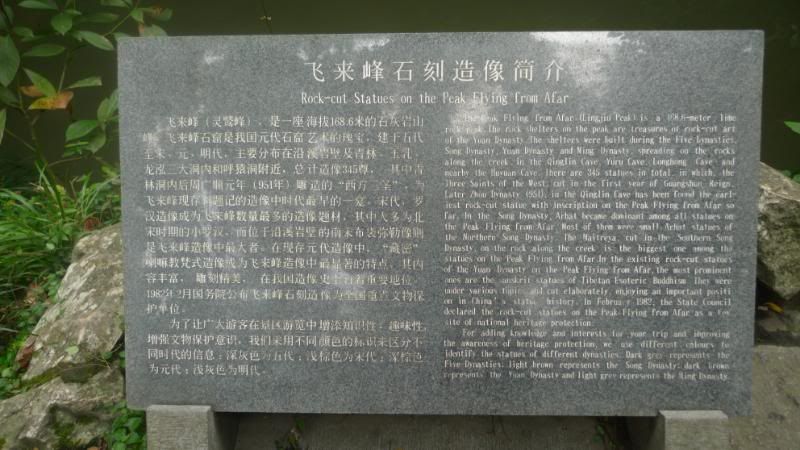 飞来峰石刻造像简介
Rock-cut Statues on the Peak Flying from Afar
飞来峰（灵鹫峰），是一座海拔168.6米的石灰岩山
峰，飞来峰石窟是我国元代石窟艺术的瑰宝，建于五代
至宋、元、明代，主要分布在沿溪岩壁及青林、玉乳、
龙泓三大洞内和呼猿洞附近，总计造像345尊，其中青
林洞内后周广顺元年（951年）雕造的“西方三圣”，为
飞来峰现存有题记的造像中时代最早的一龛，宋代，罗
汉造像成为飞来峰数量最多的造像题材，其中大多为北
宋时期的小罗汉，而位于沿溪岩壁的南宋布袋弥勒像则
是飞来峰造像中最大者。在现存元代造像中，“藏密”
喇嘛教梵式造像成为飞来峰造像中最显著的特点，其内
容丰富，雕刻精美，在我国造像史上占着重要地位。
1982年2月国务院公布飞来峰石刻造像为全国重点文物保
护单位。
为了让广大游客在景区游览中增添知识性、趣味性，
增强文物保护意识，我们采用不同颜色的标识来区分不
同时代的信息：深灰色为五代；浅棕色为宋代；深棕色
为元代；浅灰色为明代。
The Peak Flying from Afar (Lingjiu Peak) is a 168.6-meter lime
rock peak. The rock shelters on the peak are treasures of rock-cut art
of the Yuan Dynasty. The shelters were built during the Five Dynasties,
Song Dynasty, Yuan Dynasty and Ming Dynasty, spreading on the rocks
along the creek. In the Qinglin Cave, Yuru Cave, Longhong Cave and
nearby the Huyuan Cave. There are 345 statues in total, in which, the
Three Saints of the West, cut in the first year of Guangshun Reign,
Later Zhou Dynasty (951), in the Qinglin Cave has been found the earli-
est rock-cut statue with inscription on the Peak Flying from Afar so
far. In the Song Dynasty, Arhat became dominant among all statues on
the Peak Flying from Afar. Most of them were small Arhat statues of
the Northern Song Dynasty. The Maitreya, cut in the Southern Song
Dynasty, on the rock along the creek is the biggest one among the
statues on the Peak Flying from Afar. In the existing rock-cut statues
of the Yuan Dynasty on the Peak Flying from Afar, the most prominent
ones are the sanskrit statues of Tibetan Esoteric Buddhism. They were
under various topics and cut elaborately, enjoying an important positi-
on in China's statue history. In February 1982, the State Council
declared the rock-cut statues on the Peak Flying from Afar as a key
site of national heritage protection.
For adding knowledge and interests for your trip and improving
the awareness of heritage protection, we use different colours to
identify the statues of different dynasties. Dark grey represents the
Five Dynasties; light brown represents the Song Dynasty; dark brown
represents the Yuan Dynasty and light grey represents the Ming Dynasty.